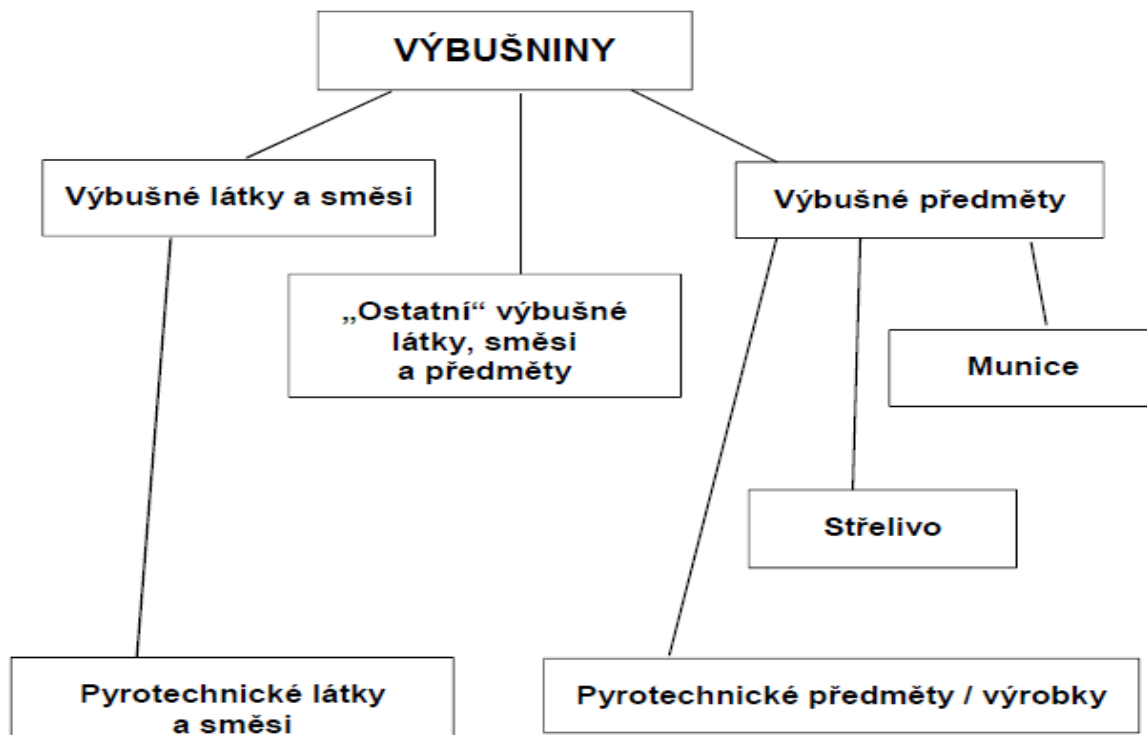 VÝBUŠNINY
Výbušné látky a směsi
Výbušné předměty
„Ostatní“ výbušné
látky, směsi
a předměty
Munice
Střelivo
Pyrotechnické látky
a směsi
Pyrotechnické předměty / výrobky